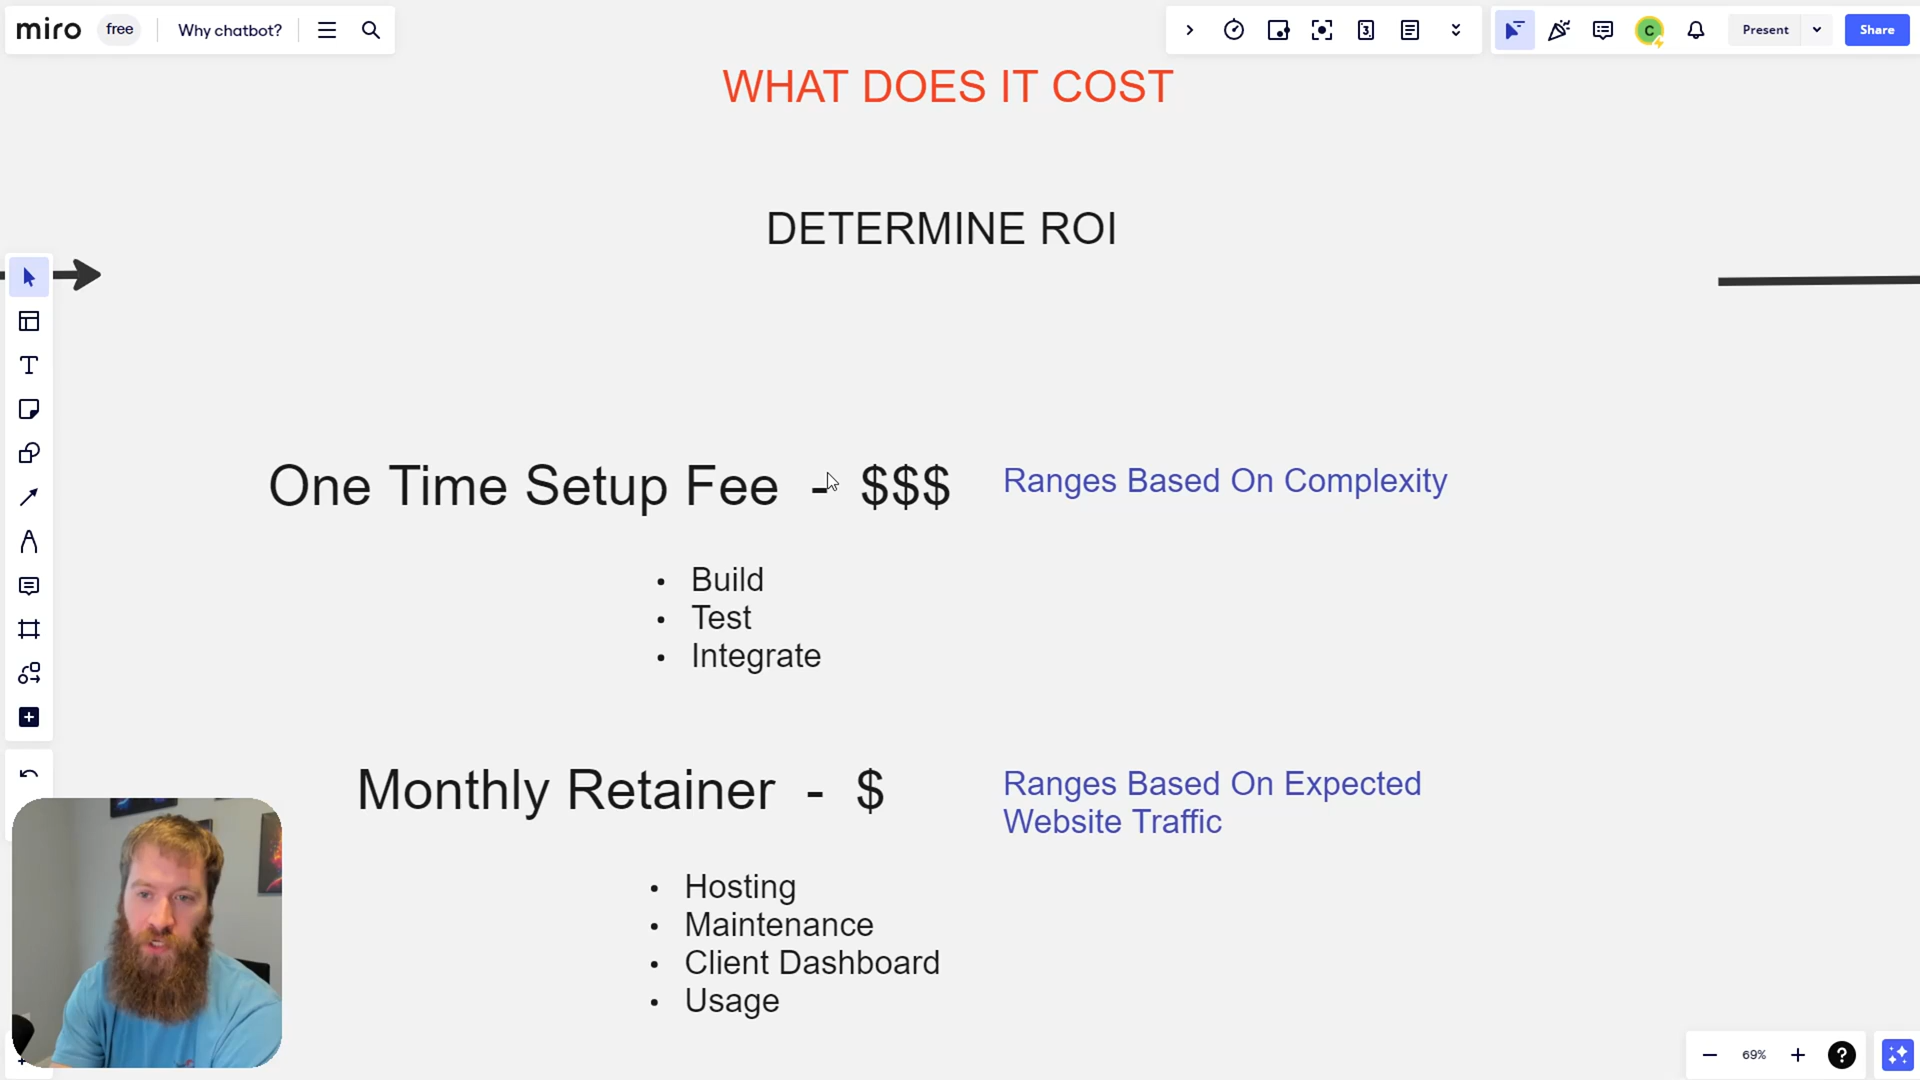 miro free Why chatbot? Present Share
WHAT DOES IT COST
DETERMINE ROI
One Time Setup Fee - $$$
Ranges Based On Complexity
• Build
• Test
• Integrate
Monthly Retainer - $
Ranges Based On Expected
Website Traffic
• Hosting
• Maintenance
• Client Dashboard
• Usage
69%